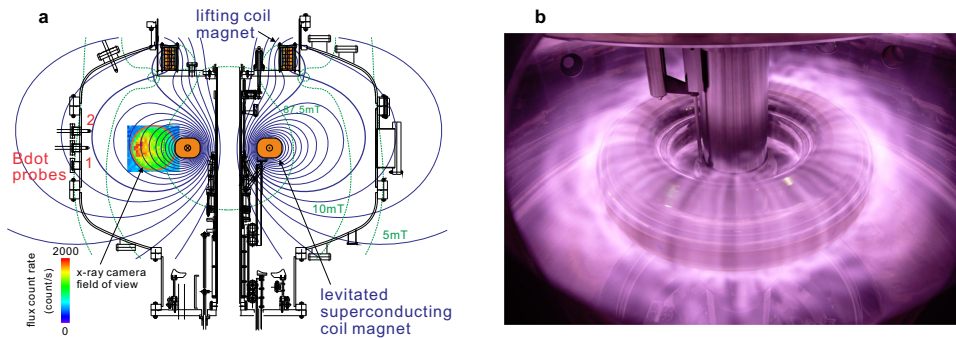 a
lifting coil
magnet
87.5mT
2
1
Bdot
probes
10mT
5mT
2000
flux count rate
(count/s)
0
x-ray camera
field of view
levitated
superconducting
coil magnet
b